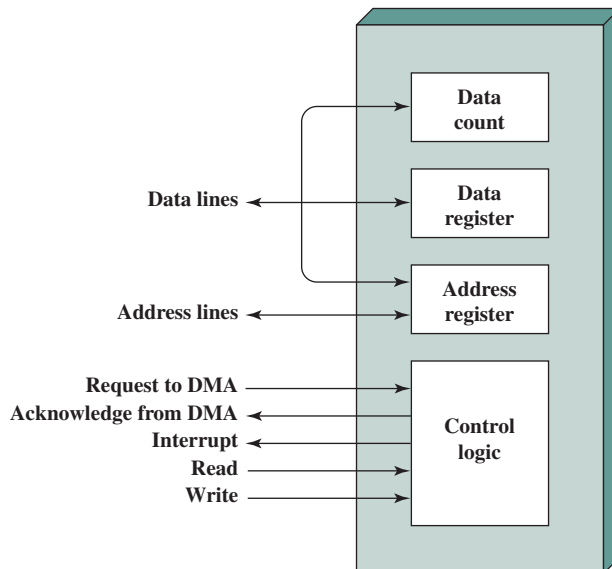 Data
count
Data lines
Data
register
Address lines
Address
register
Request to DMA
Acknowledge from DMA
Interrupt
Read
Write
Control
logic